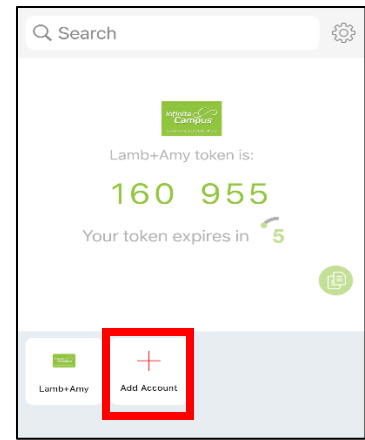 Search
Infinite
Campus
Lamb+Amy token is:
160 955
Your token expires in 5
Lamb+Amy
Add Account